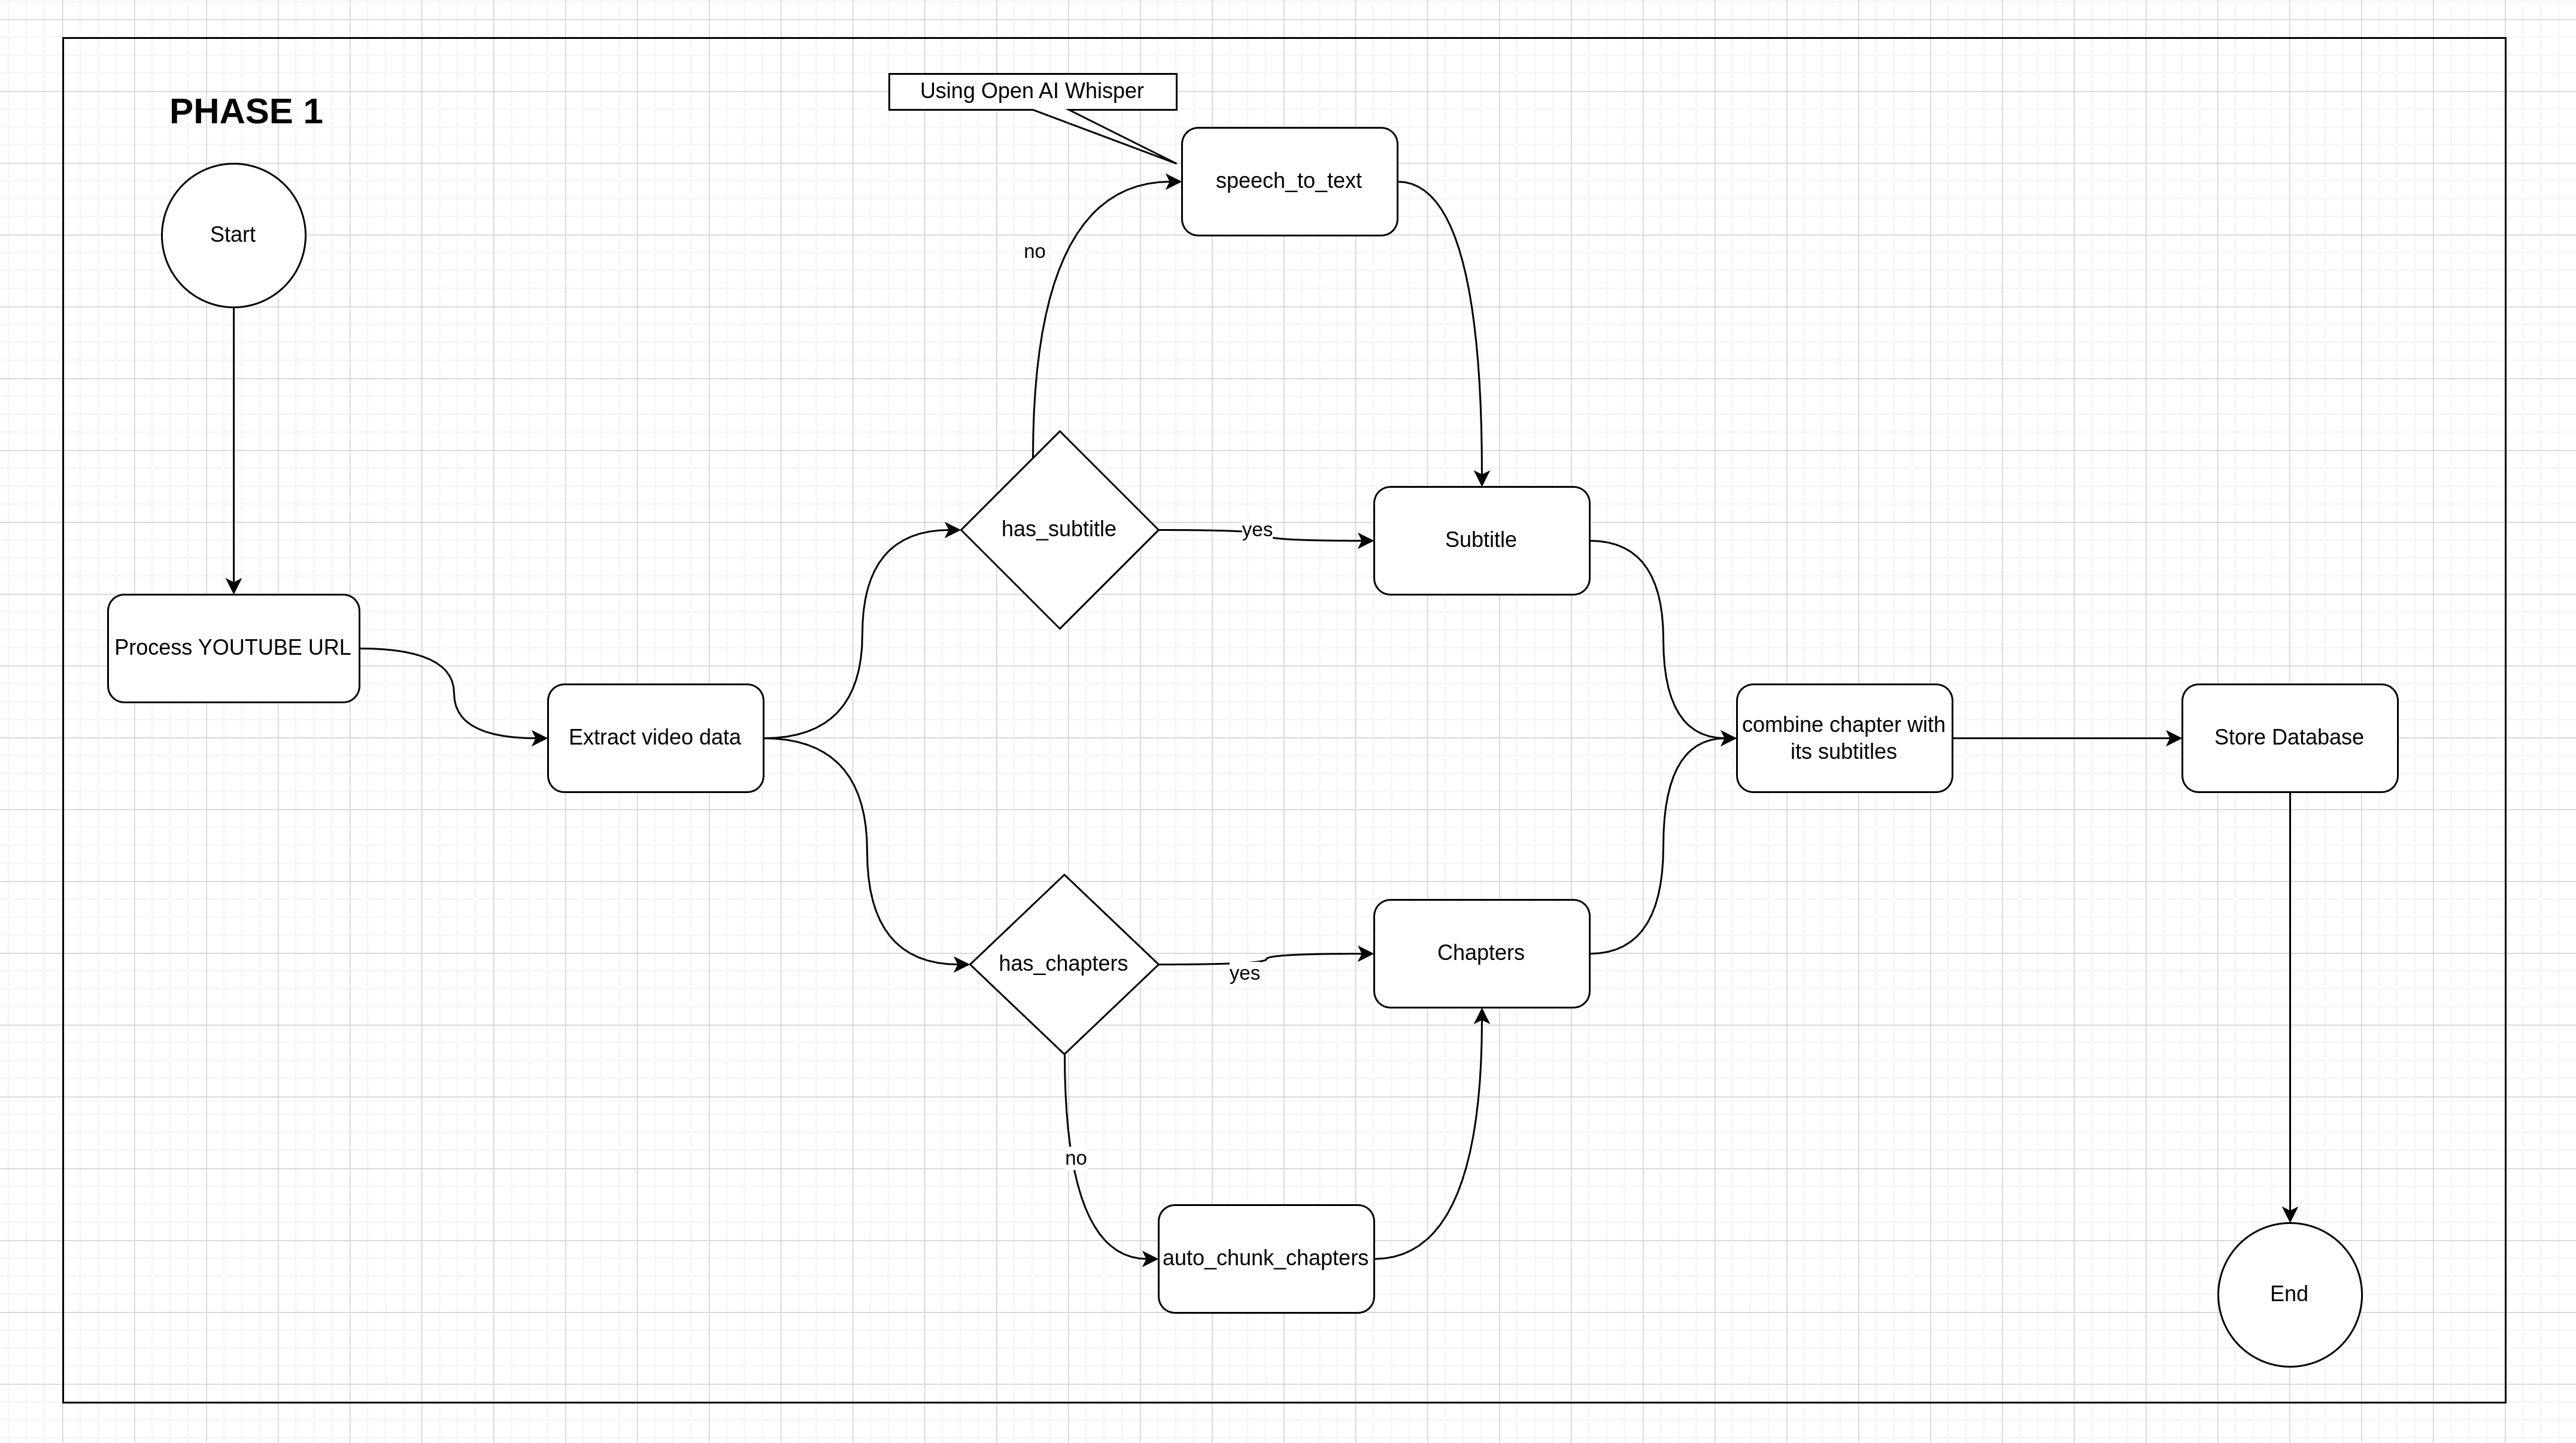 PHASE 1
Using Open AI Whisper
speech_to_text
Start
no
has_subtitle
yes
Subtitle
Process YOUTUBE URL
Extract video data
combine chapter with
its subtitles
Store Database
has_chapters
yes
Chapters
no
auto_chunk_chapters
End